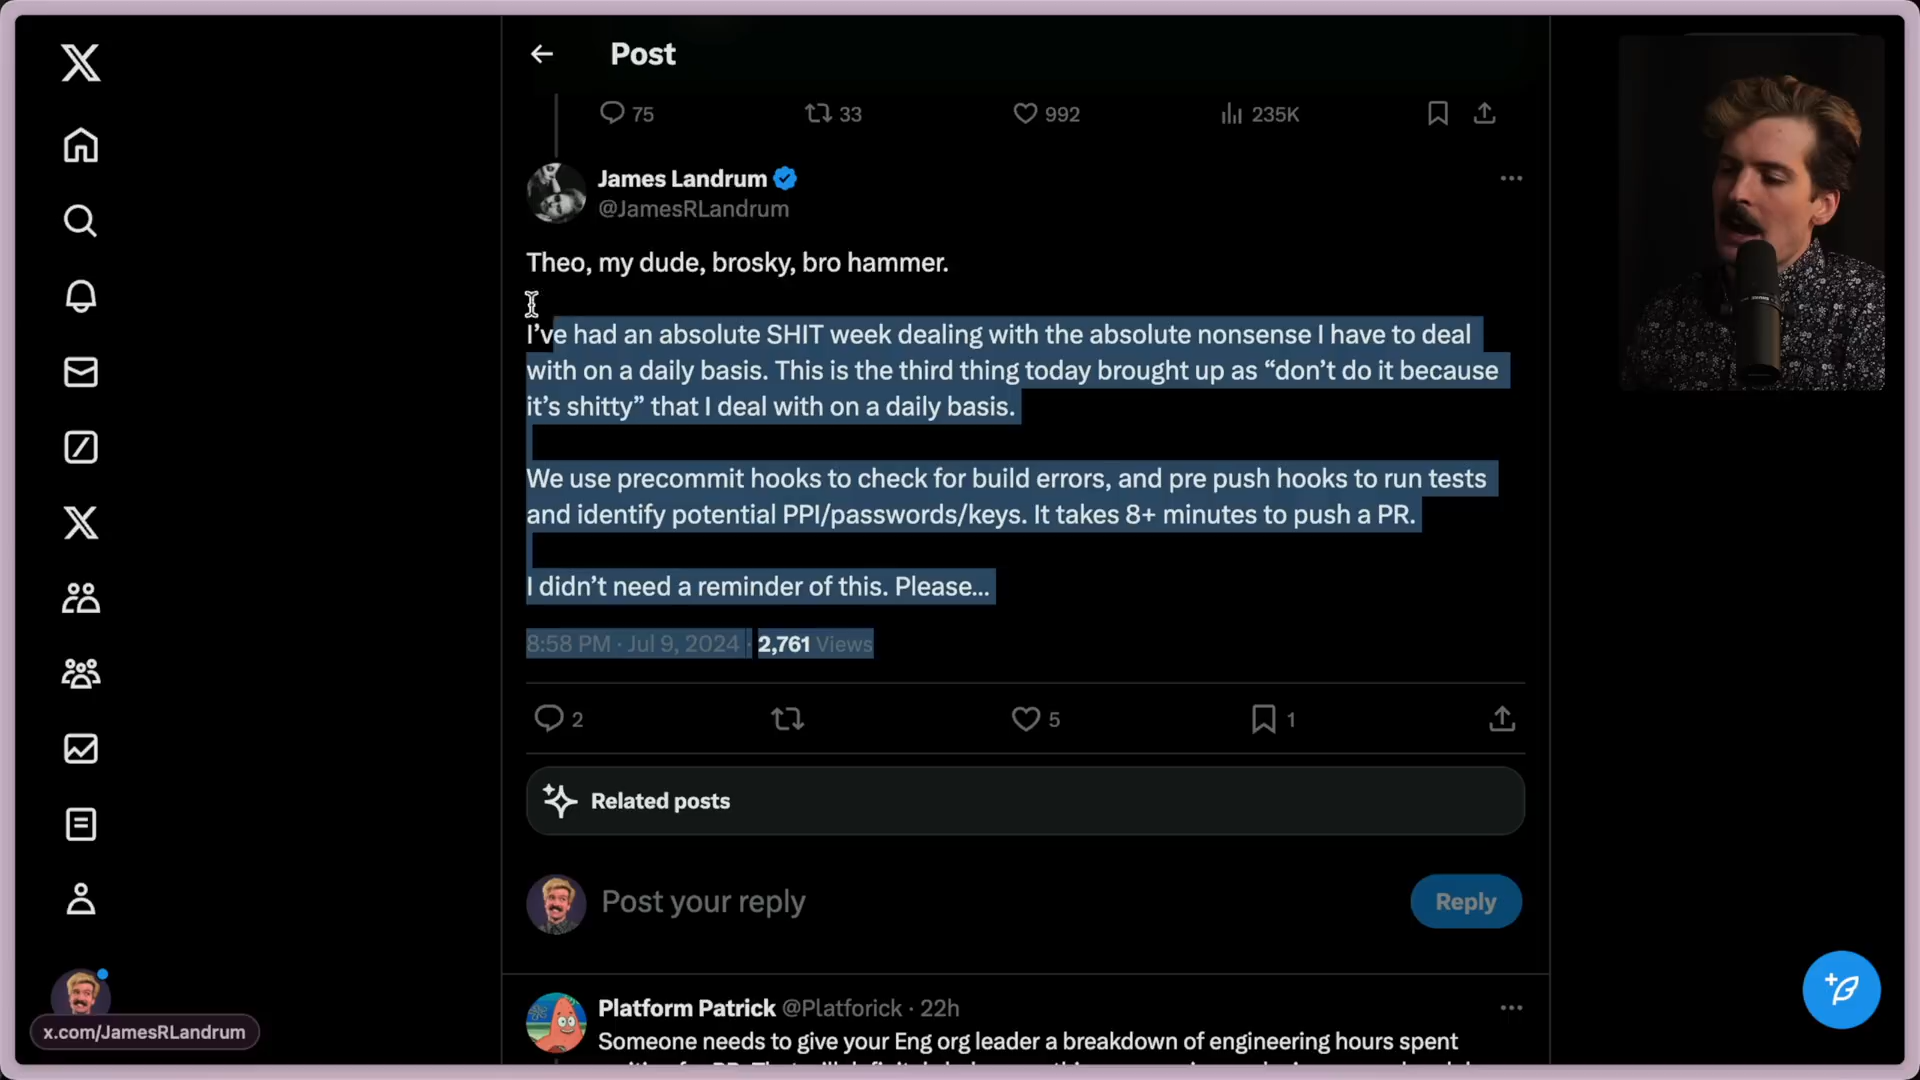 Post
75
33
992
235K
James Landrum
@JamesRLandrum
Theo, my dude, brosky, bro hammer.
I’ve had an absolute SHIT week dealing with the absolute nonsense I have to deal
with on a daily basis. This is the third thing today brought up as “don’t do it because
it’s shitty” that I deal with on a daily basis.
We use precommit hooks to check for build errors, and pre push hooks to run tests
and identify potential PPI/passwords/keys. It takes 8+ minutes to push a PR.
I didn’t need a reminder of this. Please...
8:58 PM · Jul 9, 2024 · 2,761 Views
2
5
1
Related posts
Post your reply
Reply
Platform Patrick @Platforick · 22h
Someone needs to give your Eng org leader a breakdown of engineering hours spent
x.com/JamesRLandrum